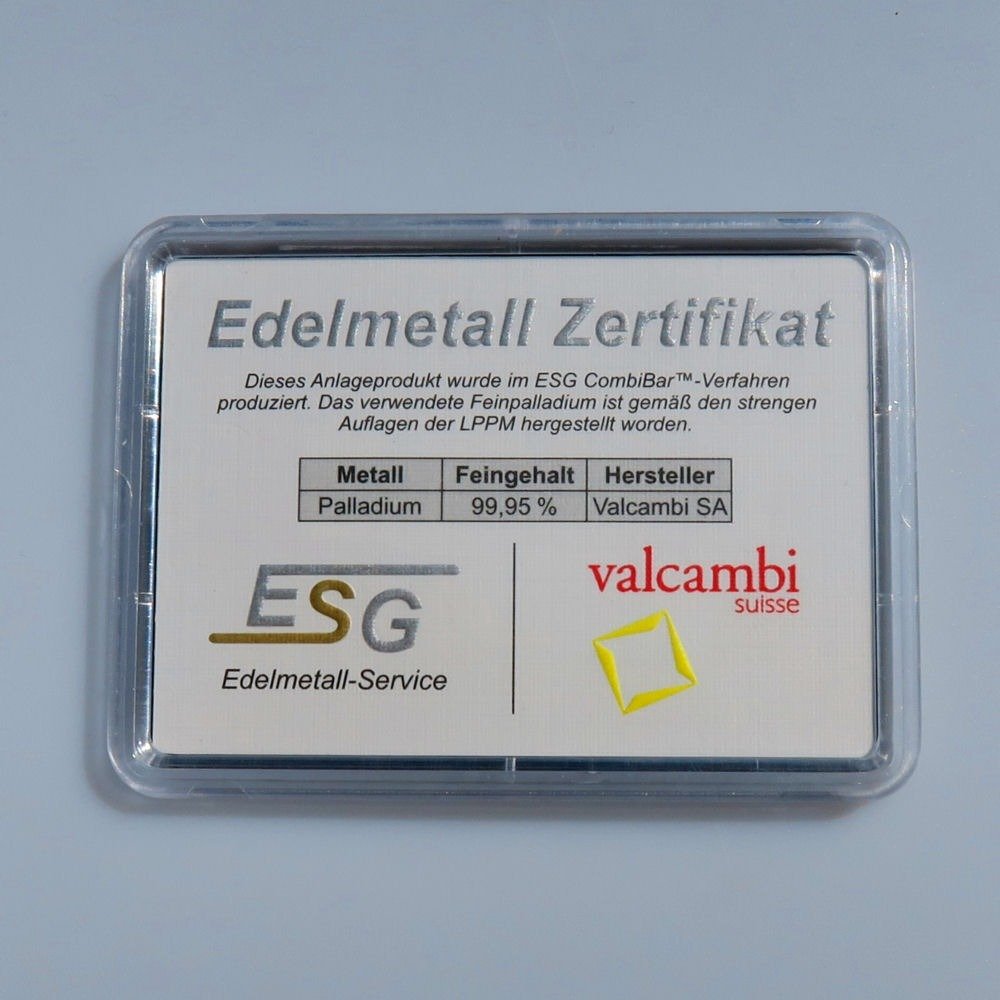 Edelmetall Zertifikat
Dieses Anlageprodukt wurde im ESG CombiBar™-Verfahren
produziert. Das verwendete Feinpalladium ist gemäß den strengen
Auflagen der LPPM hergestellt worden.
Metall Feingehalt Hersteller
Palladium 99,95 % Valcambi SA
ESG
Edelmetall-Service
valcambi
suisse